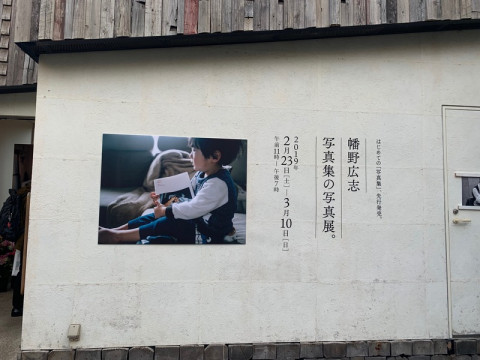 はじめての「写真集」先行発売。
幡野広志
写真集の写真展。
2019年
2月23日[土]—3月10日[日]
午前11時—午後7時